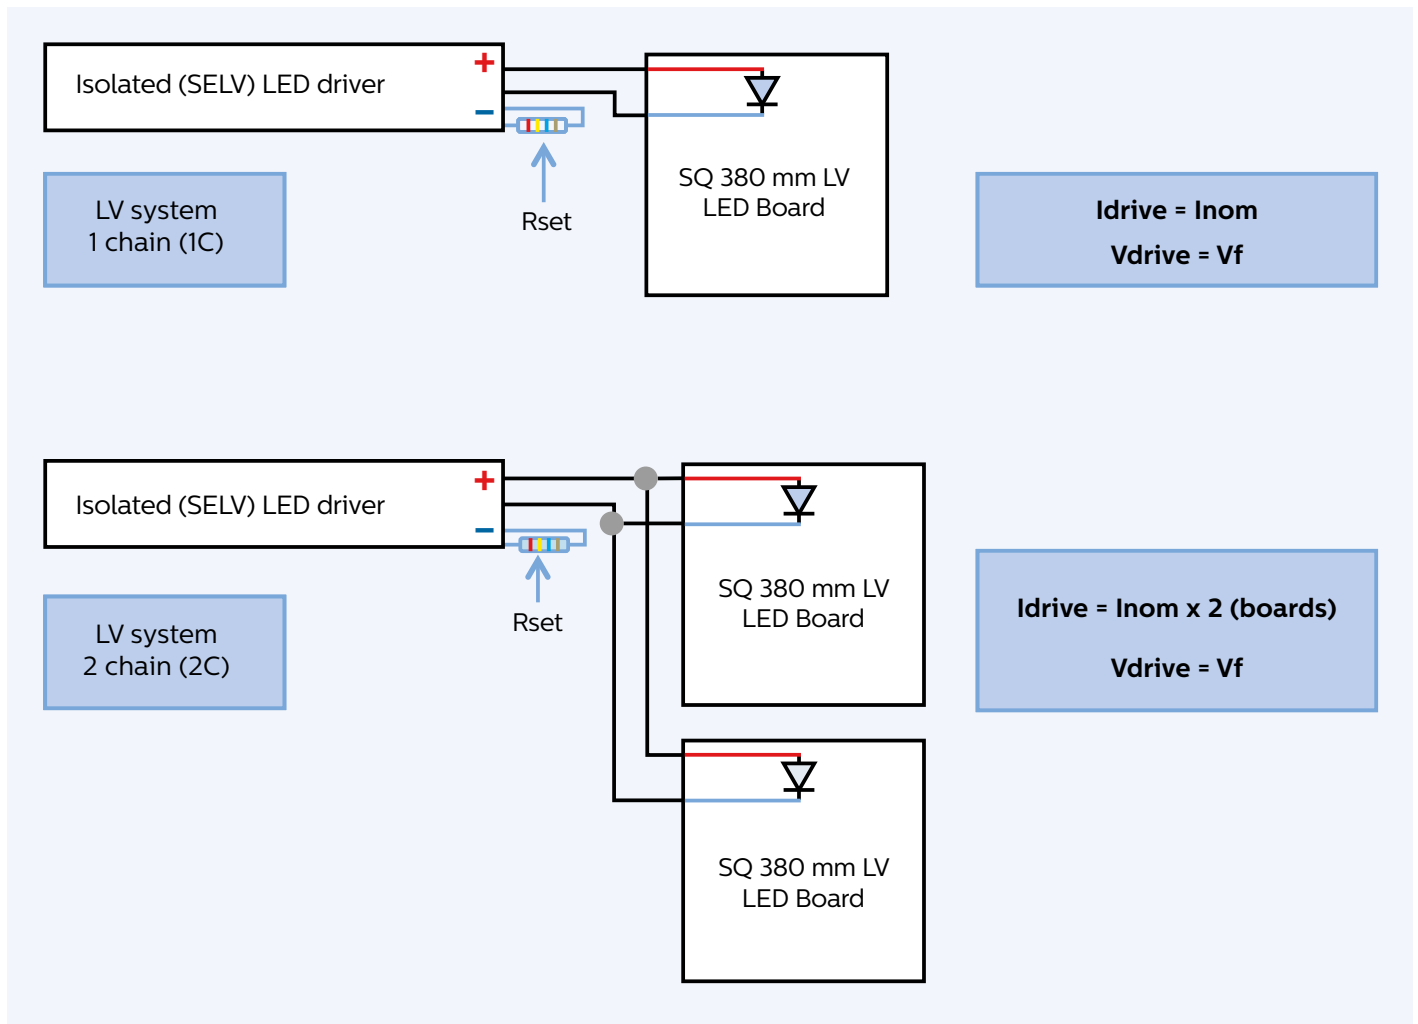 Isolated (SELV) LED driver
+
–
Rset
SQ 380 mm LV
LED Board
LV system
1 chain (1C)
Idrive = Inom
Vdrive = Vf
Isolated (SELV) LED driver
+
–
Rset
SQ 380 mm LV
LED Board
LV system
2 chain (2C)
Idrive = Inom x 2 (boards)
Vdrive = Vf
SQ 380 mm LV
LED Board